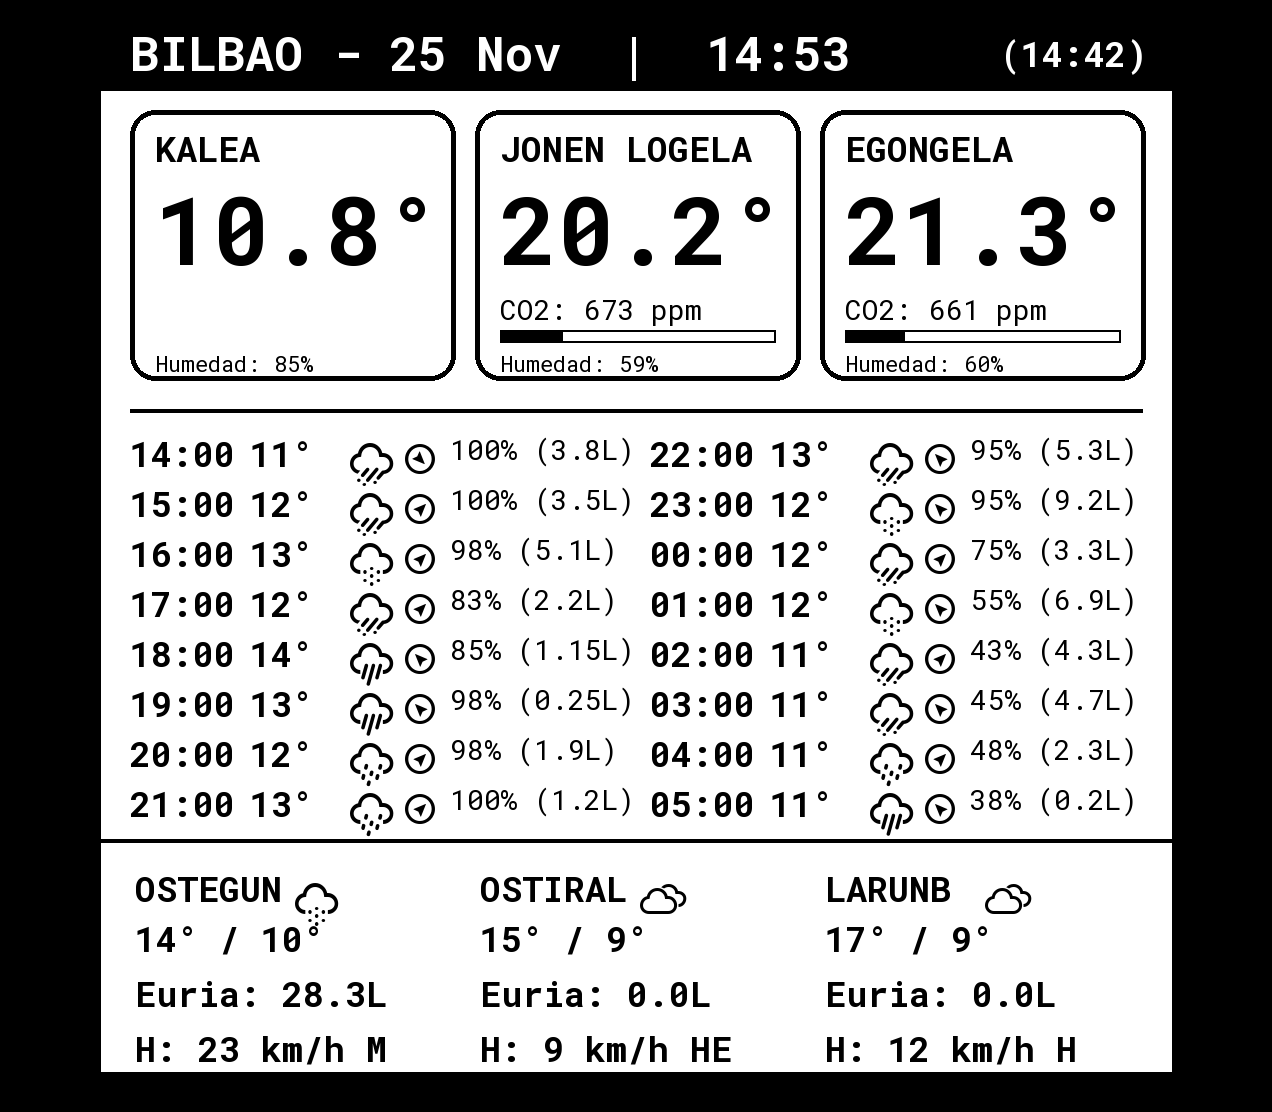 BILBAO - 25 Nov | 14:53 (14:42)
KALEA
10.8°
Humedad: 85%
JONEN LOGELA
20.2°
CO2: 673 ppm
Humedad: 59%
EGONGELA
21.3°
CO2: 661 ppm
Humedad: 60%
14:00 11° 100% (3.8L)
15:00 12° 100% (3.5L)
16:00 13° 98% (5.1L)
17:00 12° 83% (2.2L)
18:00 14° 85% (1.15L)
19:00 13° 98% (0.25L)
20:00 12° 98% (1.9L)
21:00 13° 100% (1.2L)
22:00 13° 95% (5.3L)
23:00 12° 95% (9.2L)
00:00 12° 75% (3.3L)
01:00 12° 55% (6.9L)
02:00 11° 43% (4.3L)
03:00 11° 45% (4.7L)
04:00 11° 48% (2.3L)
05:00 11° 38% (0.2L)
OSTEGUN
14° / 10°
Euria: 28.3L
H: 23 km/h M
OSTIRAL
15° / 9°
Euria: 0.0L
H: 9 km/h HE
LARUNB
17° / 9°
Euria: 0.0L
H: 12 km/h H